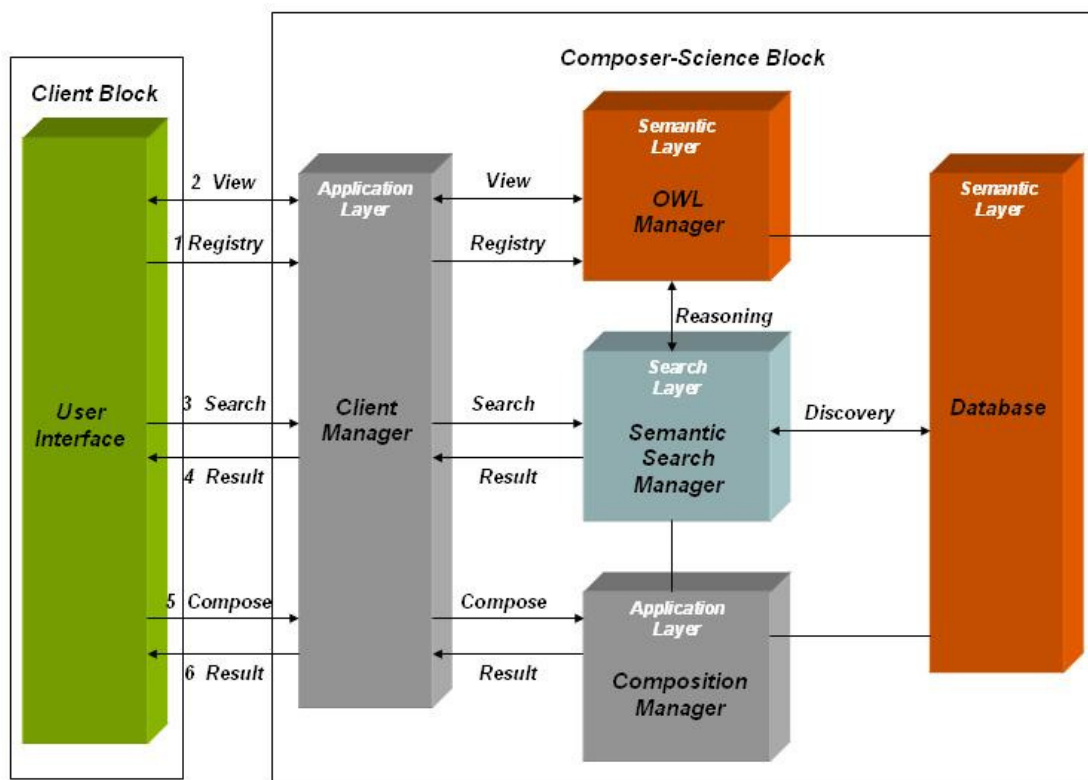 Composer-Science Block
Client Block
User
Interface
2 View
1 Registry
3 Search
4 Result
5 Compose
6 Result
Application
Layer
Client
Manager
View
Registry
Search
Result
Compose
Result
Semantic
Layer
OWL
Manager
Reasoning
Search
Layer
Semantic
Search
Manager
Discovery
Application
Layer
Composition
Manager
Semantic
Layer
Database